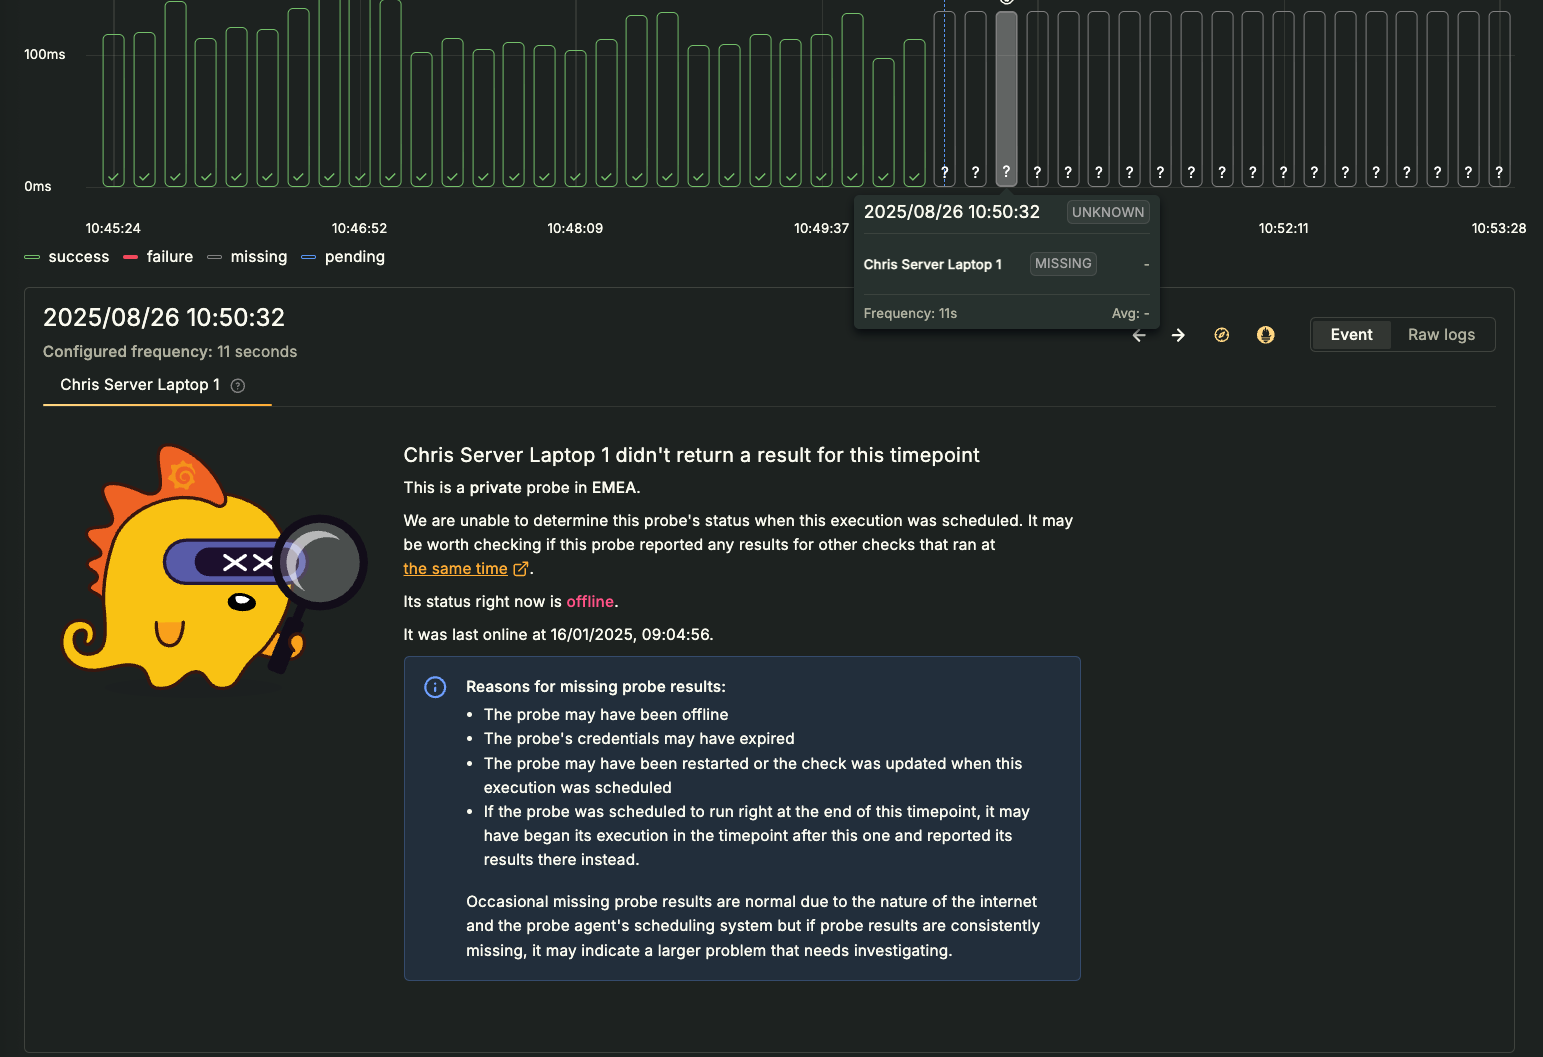 100ms
0ms
? ? ? ? ? ? ? ? ? ? ? ? ? ? ? ? ? ? ?
10:45:24 10:46:52 10:48:09 10:49:37 10:52:11 10:53:28
success failure missing pending
2025/08/26 10:50:32 UNKNOWN
Chris Server Laptop 1 MISSING -
Frequency: 11s Avg: -
2025/08/26 10:50:32
Configured frequency: 11 seconds
Event Raw logs
Chris Server Laptop 1 ?
Chris Server Laptop 1 didn't return a result for this timepoint
This is a private probe in EMEA.
We are unable to determine this probe's status when this execution was scheduled. It may
be worth checking if this probe reported any results for other checks that ran at
the same time.
Its status right now is offline.
It was last online at 16/01/2025, 09:04:56.
Reasons for missing probe results:
• The probe may have been offline
• The probe's credentials may have expired
• The probe may have been restarted or the check was updated when this
execution was scheduled
• If the probe was scheduled to run right at the end of this timepoint, it may
have began its execution in the timepoint after this one and reported its
results there instead.
Occasional missing probe results are normal due to the nature of the internet
and the probe agent's scheduling system but if probe results are consistently
missing, it may indicate a larger problem that needs investigating.